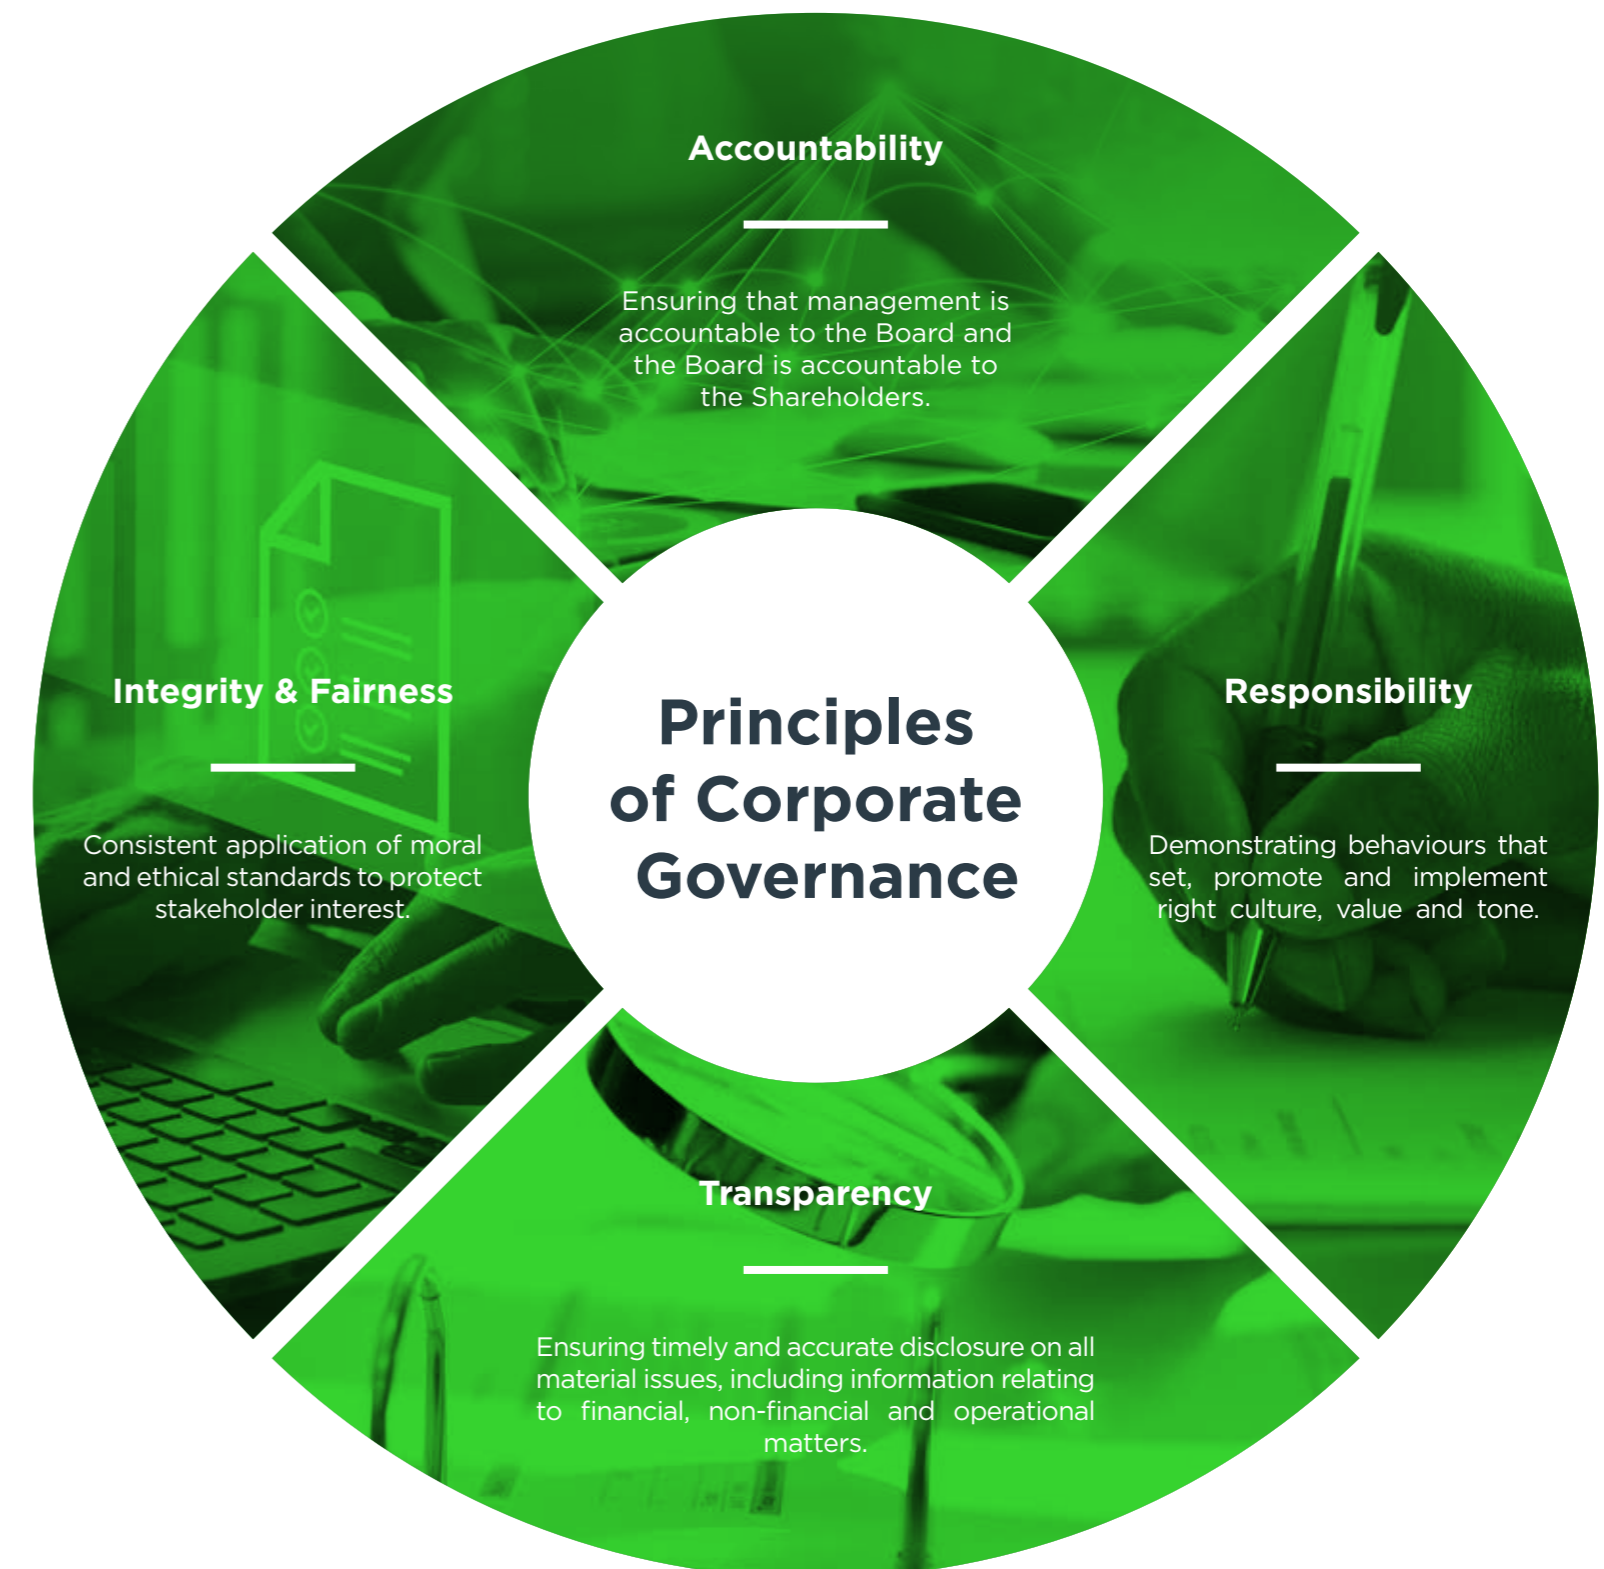 Accountability
Ensuring that management is
accountable to the Board and
the Board is accountable to
the Shareholders.
Integrity & Fairness
Consistent application of moral
and ethical standards to protect
stakeholder interest.
Principles
of Corporate
Governance
Responsibility
Demonstrating behaviours that
set, promote and implement
right culture, value and tone.
Transparency
Ensuring timely and accurate disclosure on all
material issues, including information relating
to financial, non-financial and operational
matters.